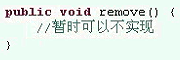 public void remove() {
//暂时可以不实现
}